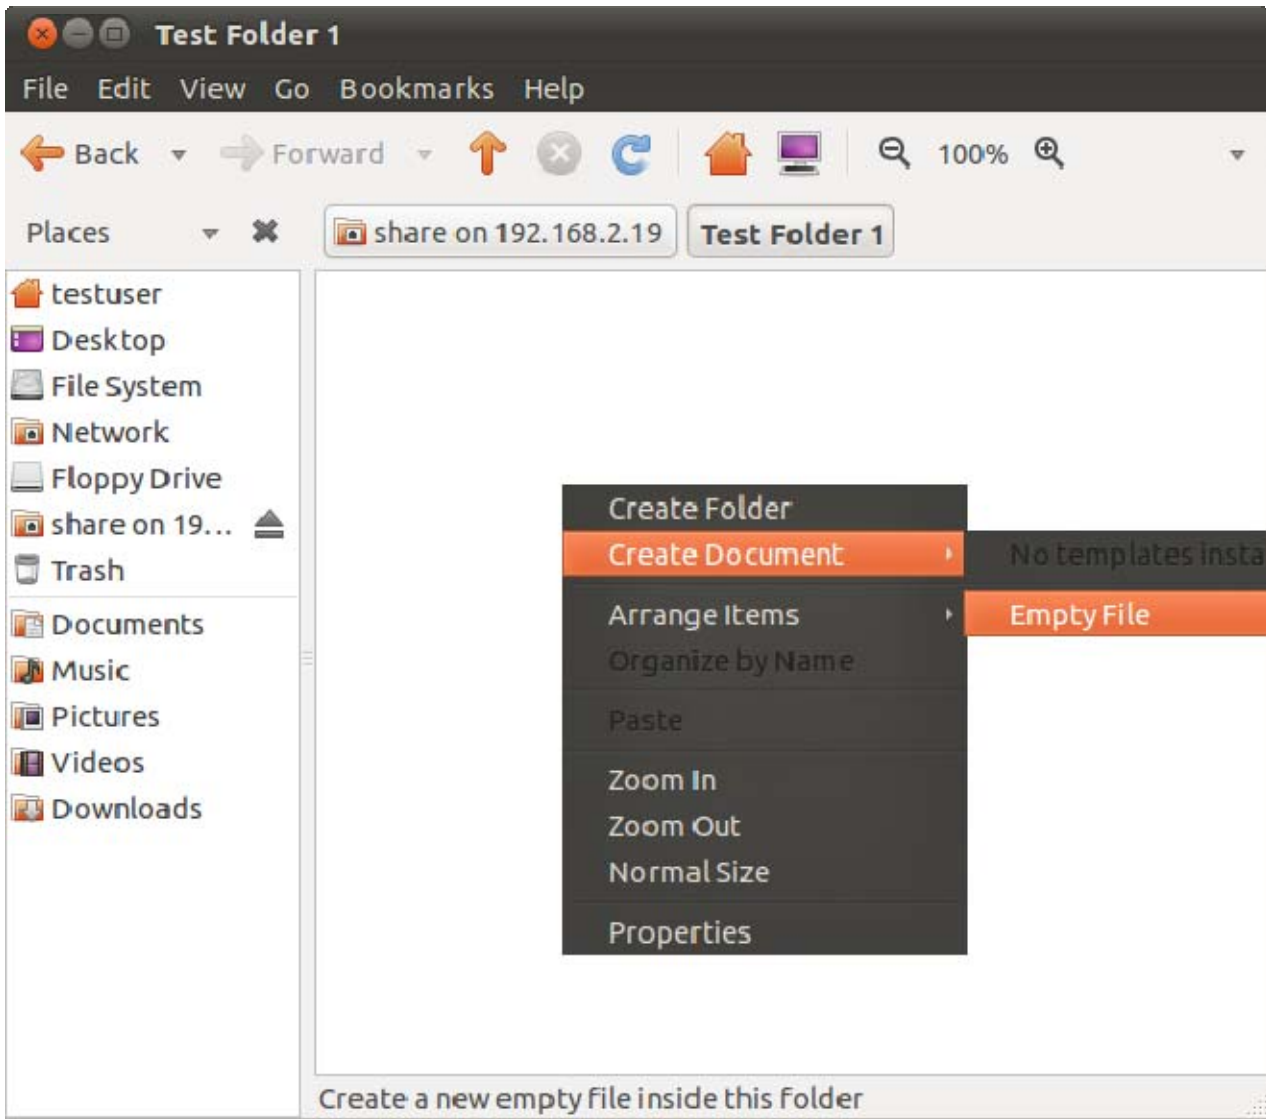 Test Folder 1
File Edit View Go Bookmarks Help
Back Forward 100%
Places share on 192.168.2.19 Test Folder 1
testuser
Desktop
File System
Network
Floppy Drive
share on 19...
Trash
Documents
Music
Pictures
Videos
Downloads
Create Folder
Create Document
No templates insta
Empty File
Arrange Items
Organize by Name
Paste
Zoom In
Zoom Out
Normal Size
Properties
Create a new empty file inside this folder